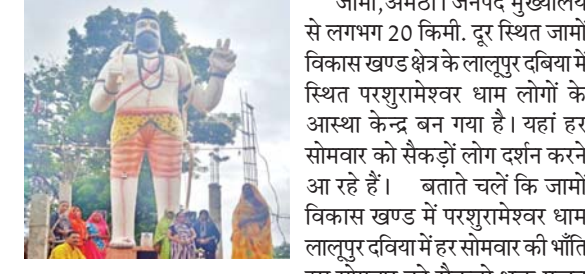 जामो,अमेठी। जनपद मुख्यालय
से लगभग 20 किमी. दूर स्थित जामों
विकास खण्ड क्षेत्र के लालूपुर दबिया में
स्थित परशुरामेश्वर धाम लोगों के
आस्था केन्द्र बन गया है। यहां हर
सोमवार को सैकड़ों लोग दर्शन करने
आ रहे हैं। बताते चलें कि जामों
विकास खण्ड में परशुरामेश्वर धाम
लालूपुर दविया में हर सोमवार की भाँति